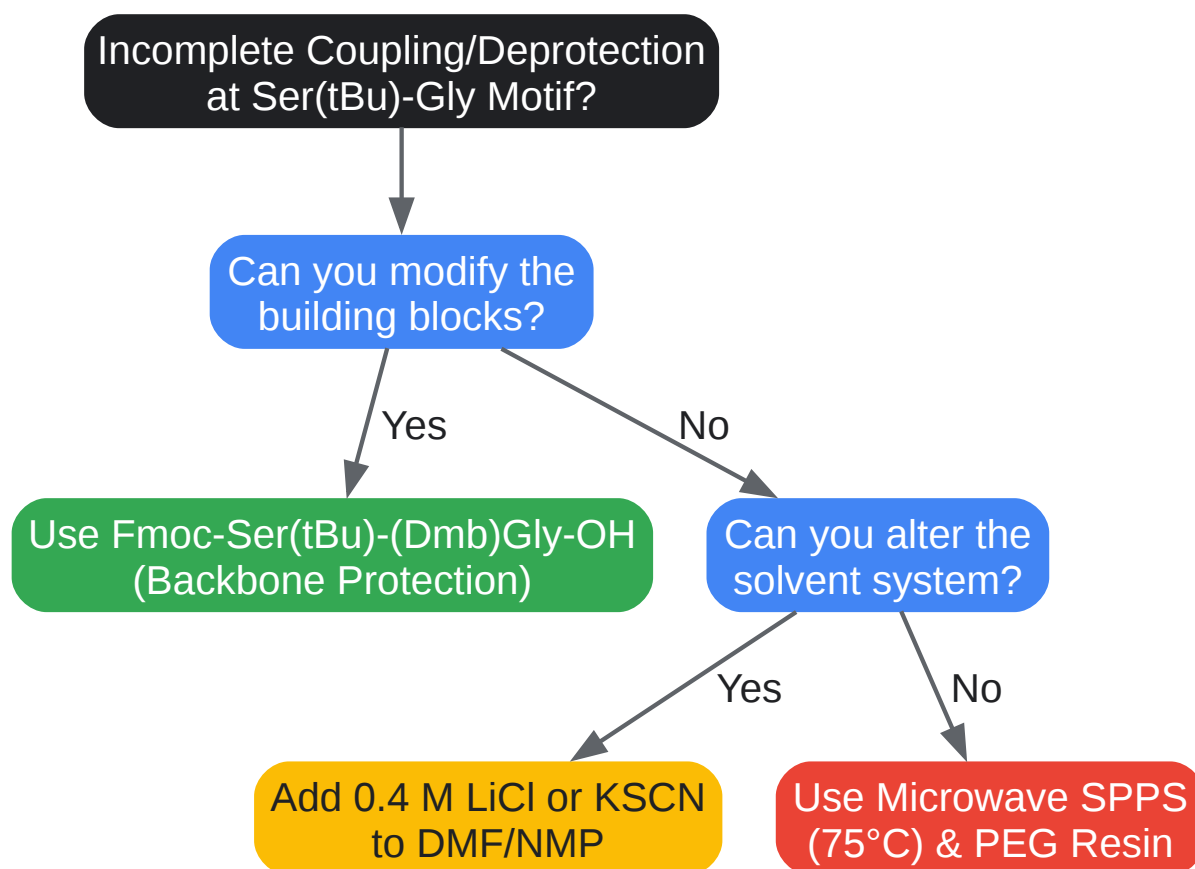 Incomplete Coupling/Deprotection
at Ser(tBu)-Gly Motif?
Can you modify the
building blocks?
Yes
No
Use Fmoc-Ser(tBu)-(Dmb)Gly-OH
(Backbone Protection)
Can you alter the
solvent system?
Yes
No
Add 0.4 M LiCl or KSCN
to DMF/NMP
Use Microwave SPPS
(75°C) & PEG Resin